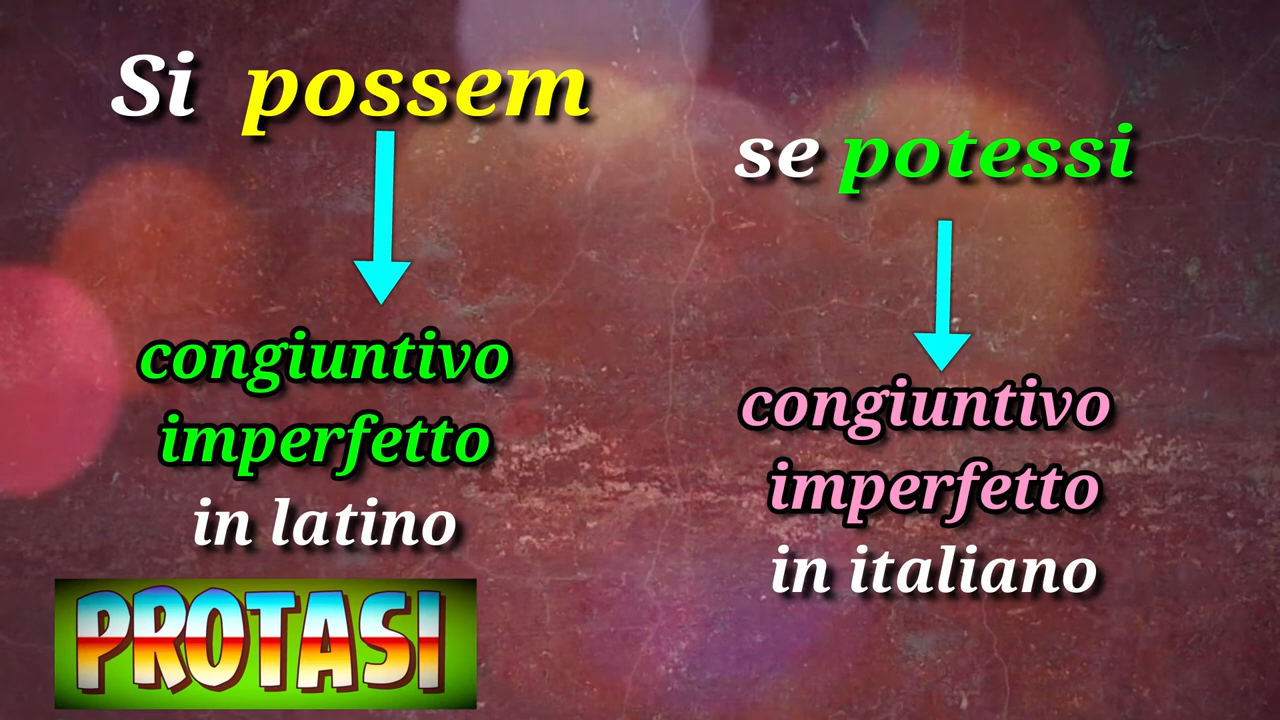 Si possem
congiuntivo
imperfetto
in latino
PROTASI
se potessi
congiuntivo
imperfetto
in italiano